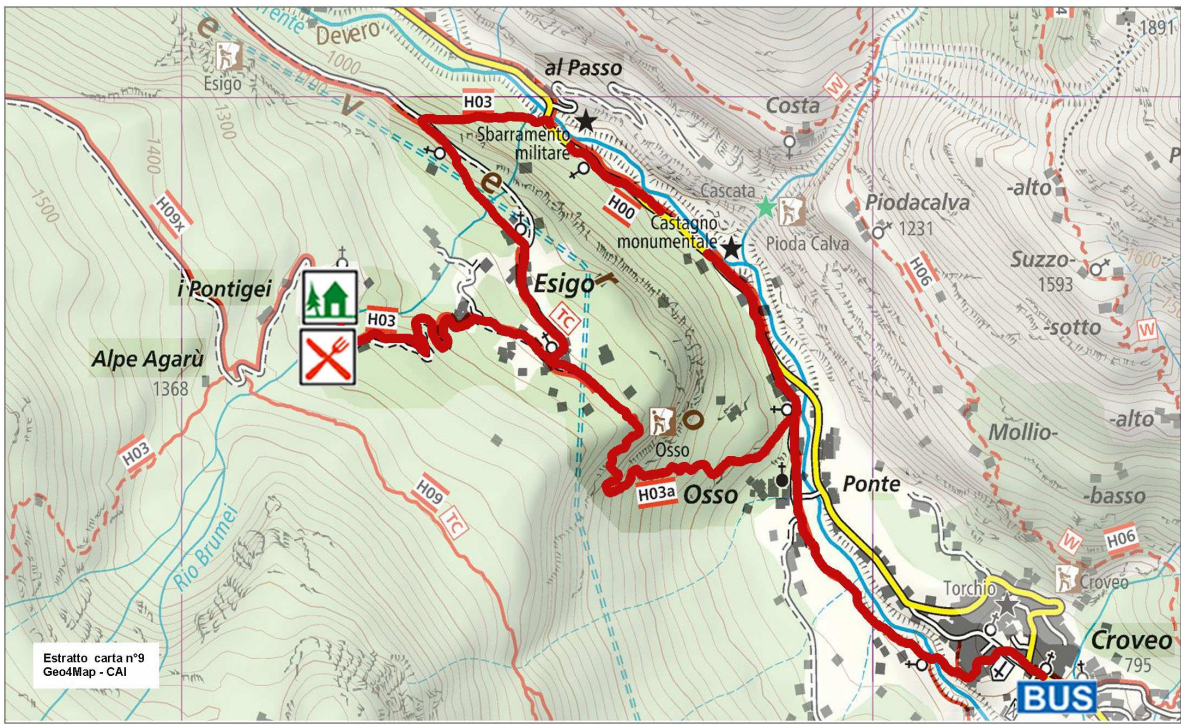 e
Torrente
Devero
1000
1891
Esigo
al Passo
W
1300
v
H03
Costa
Sbarramento
militare
1400
e
Cascata
-alto
1500
H09x
H00
Piodacalva
1231
Castagno
monumentale
Pioda Calva
Suzzo-
1600
1593
H06
i Pontigei
Esigo
r
TC
H03
-sotto
W
Alpe Agarù
1368
o
Osso
Mollio-
-alto
H03
H03a
Osso
Ponte
-basso
H09
TC
Rio Brumei
W
H06
Torchio
Croveo
Croveo
795
Estratto carta n°9
Geo4Map - CAI
BUS